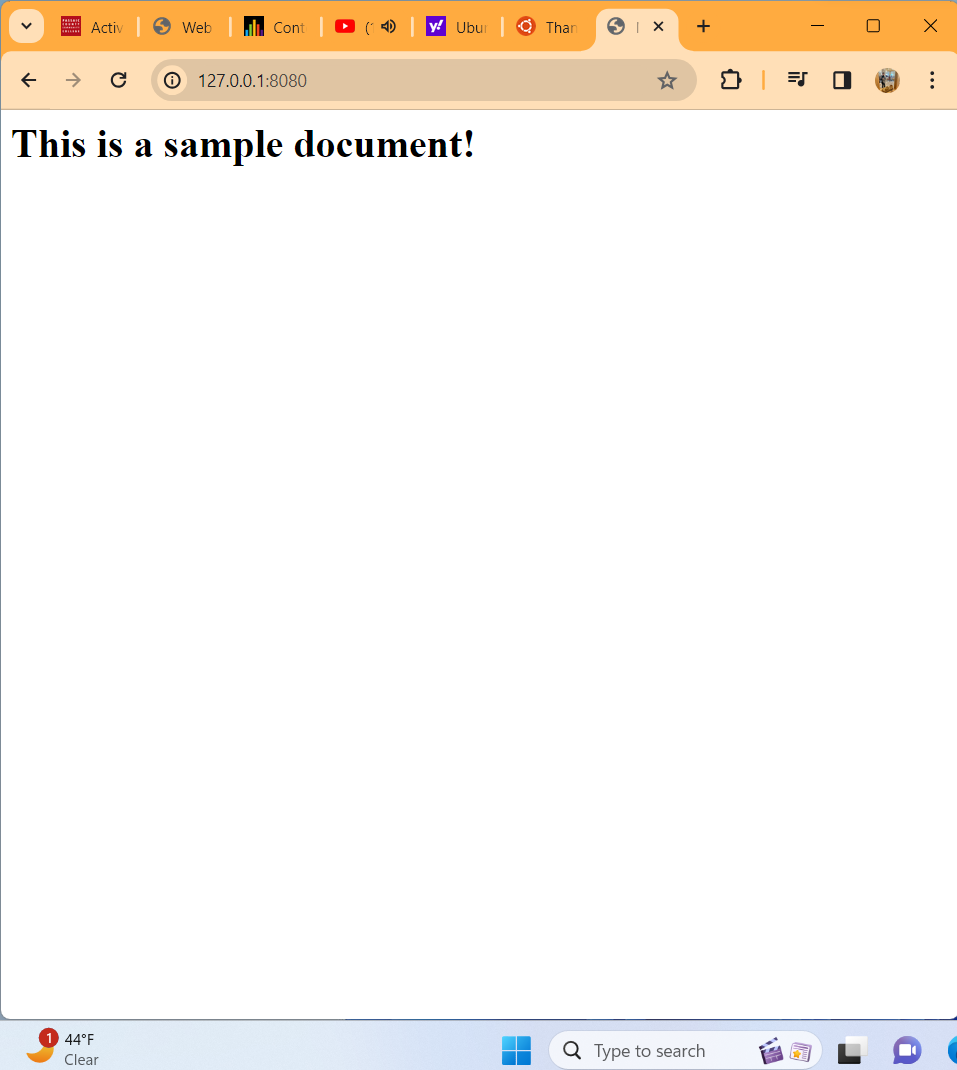 Activ
Web
Cont
(
y!
Ubur
Than
127.0.0.1:8080
This is a sample document!
1
44°F
Clear
Type to search